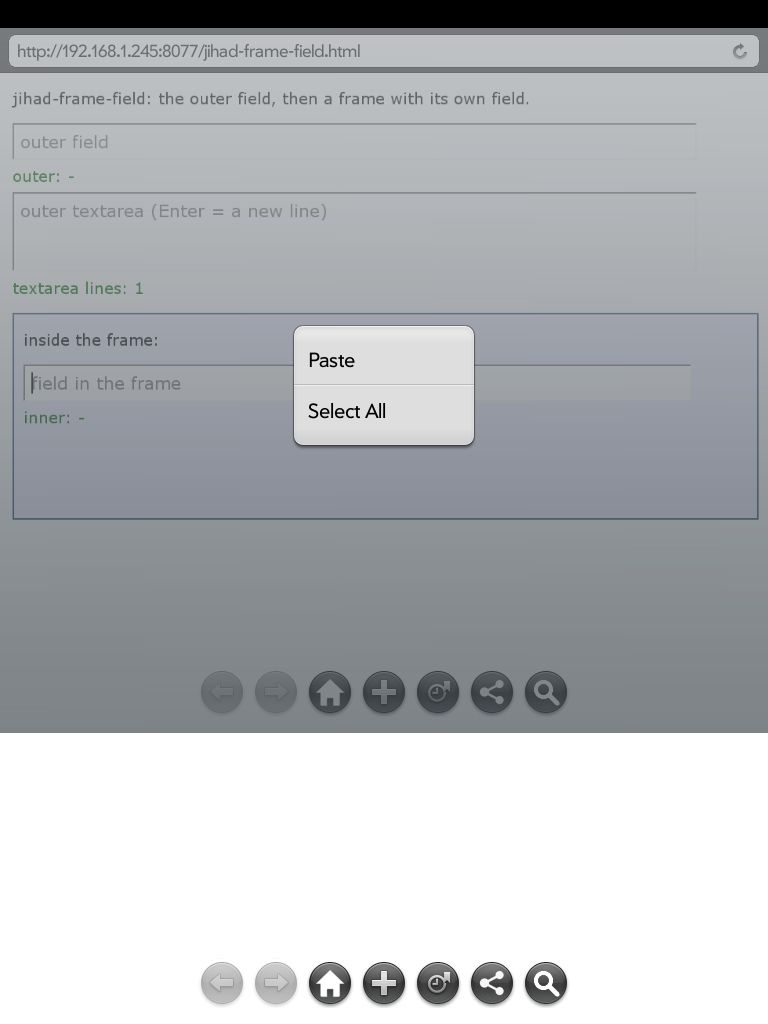 http://192.168.1.245:8077/jihad-frame-field.html
jihad-frame-field: the outer field, then a frame with its own field.
outer field
outer: -
outer textarea (Enter = a new line)
textarea lines: 1
inside the frame:
field in the frame
inner: -
Paste
Select All